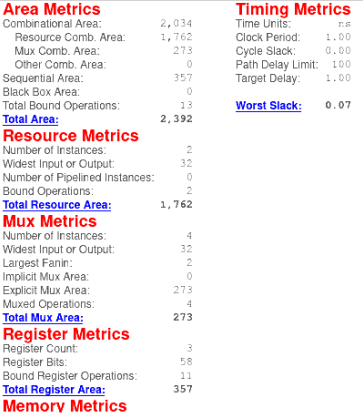 Area Metrics
Combinational Area: 2,034
Resource Comb. Area: 1,762
Mux Comb. Area: 273
Other Comb. Area: 0
Sequential Area: 357
Black Box Area: 0
Total Bound Operations: 13
Total Area: 2,392
Resource Metrics
Number of Instances: 2
Widest Input or Output: 32
Number of Pipelined Instances: 0
Bound Operations: 2
Total Resource Area: 1,762
Mux Metrics
Number of Instances: 4
Widest Input or Output: 32
Largest Fanin: 2
Implicit Mux Area: 0
Explicit Mux Area: 273
Muxed Operations: 4
Total Mux Area: 273
Register Metrics
Register Count: 3
Register Bits: 58
Bound Register Operations: 11
Total Register Area: 357
Memory Metrics
Timing Metrics
Time Units: ns
Clock Period: 1.00
Cycle Slack: 0.00
Path Delay Limit: 100
Target Delay: 1.00
Worst Slack: 0.07